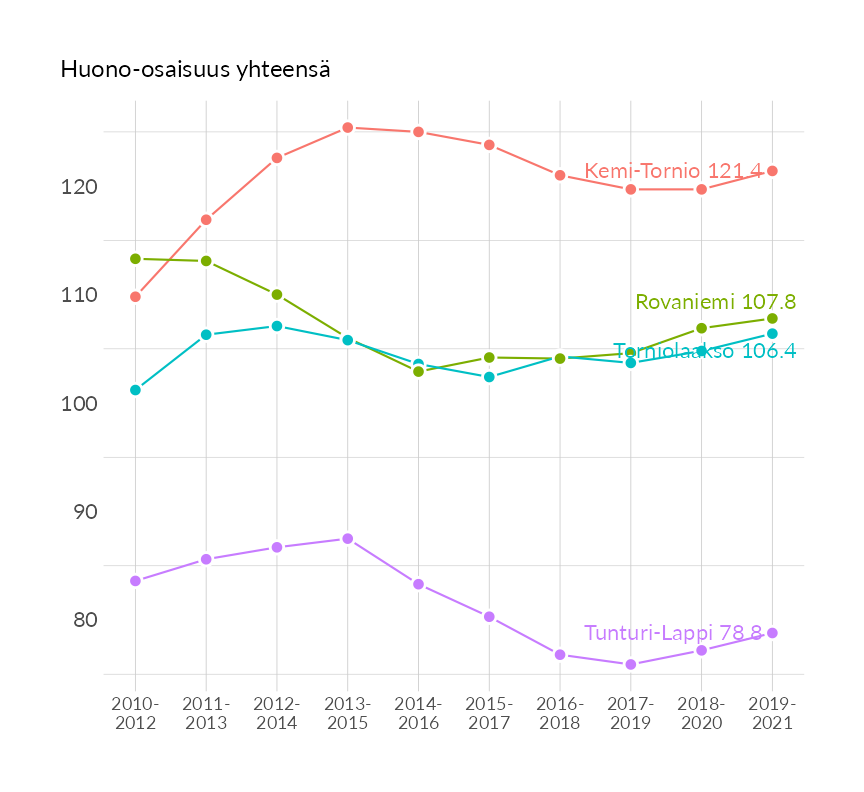 Huono-osaisuus yhteensä
120
110
100
90
80
Kemi-Tornio 121.4
Rovaniemi 107.8
Torniolaakso 106.4
Tunturi-Lappi 78.8
2010- 2011- 2012- 2013- 2014- 2015- 2016- 2017- 2018- 2019-
2012 2013 2014 2015 2016 2017 2018 2019 2020 2021